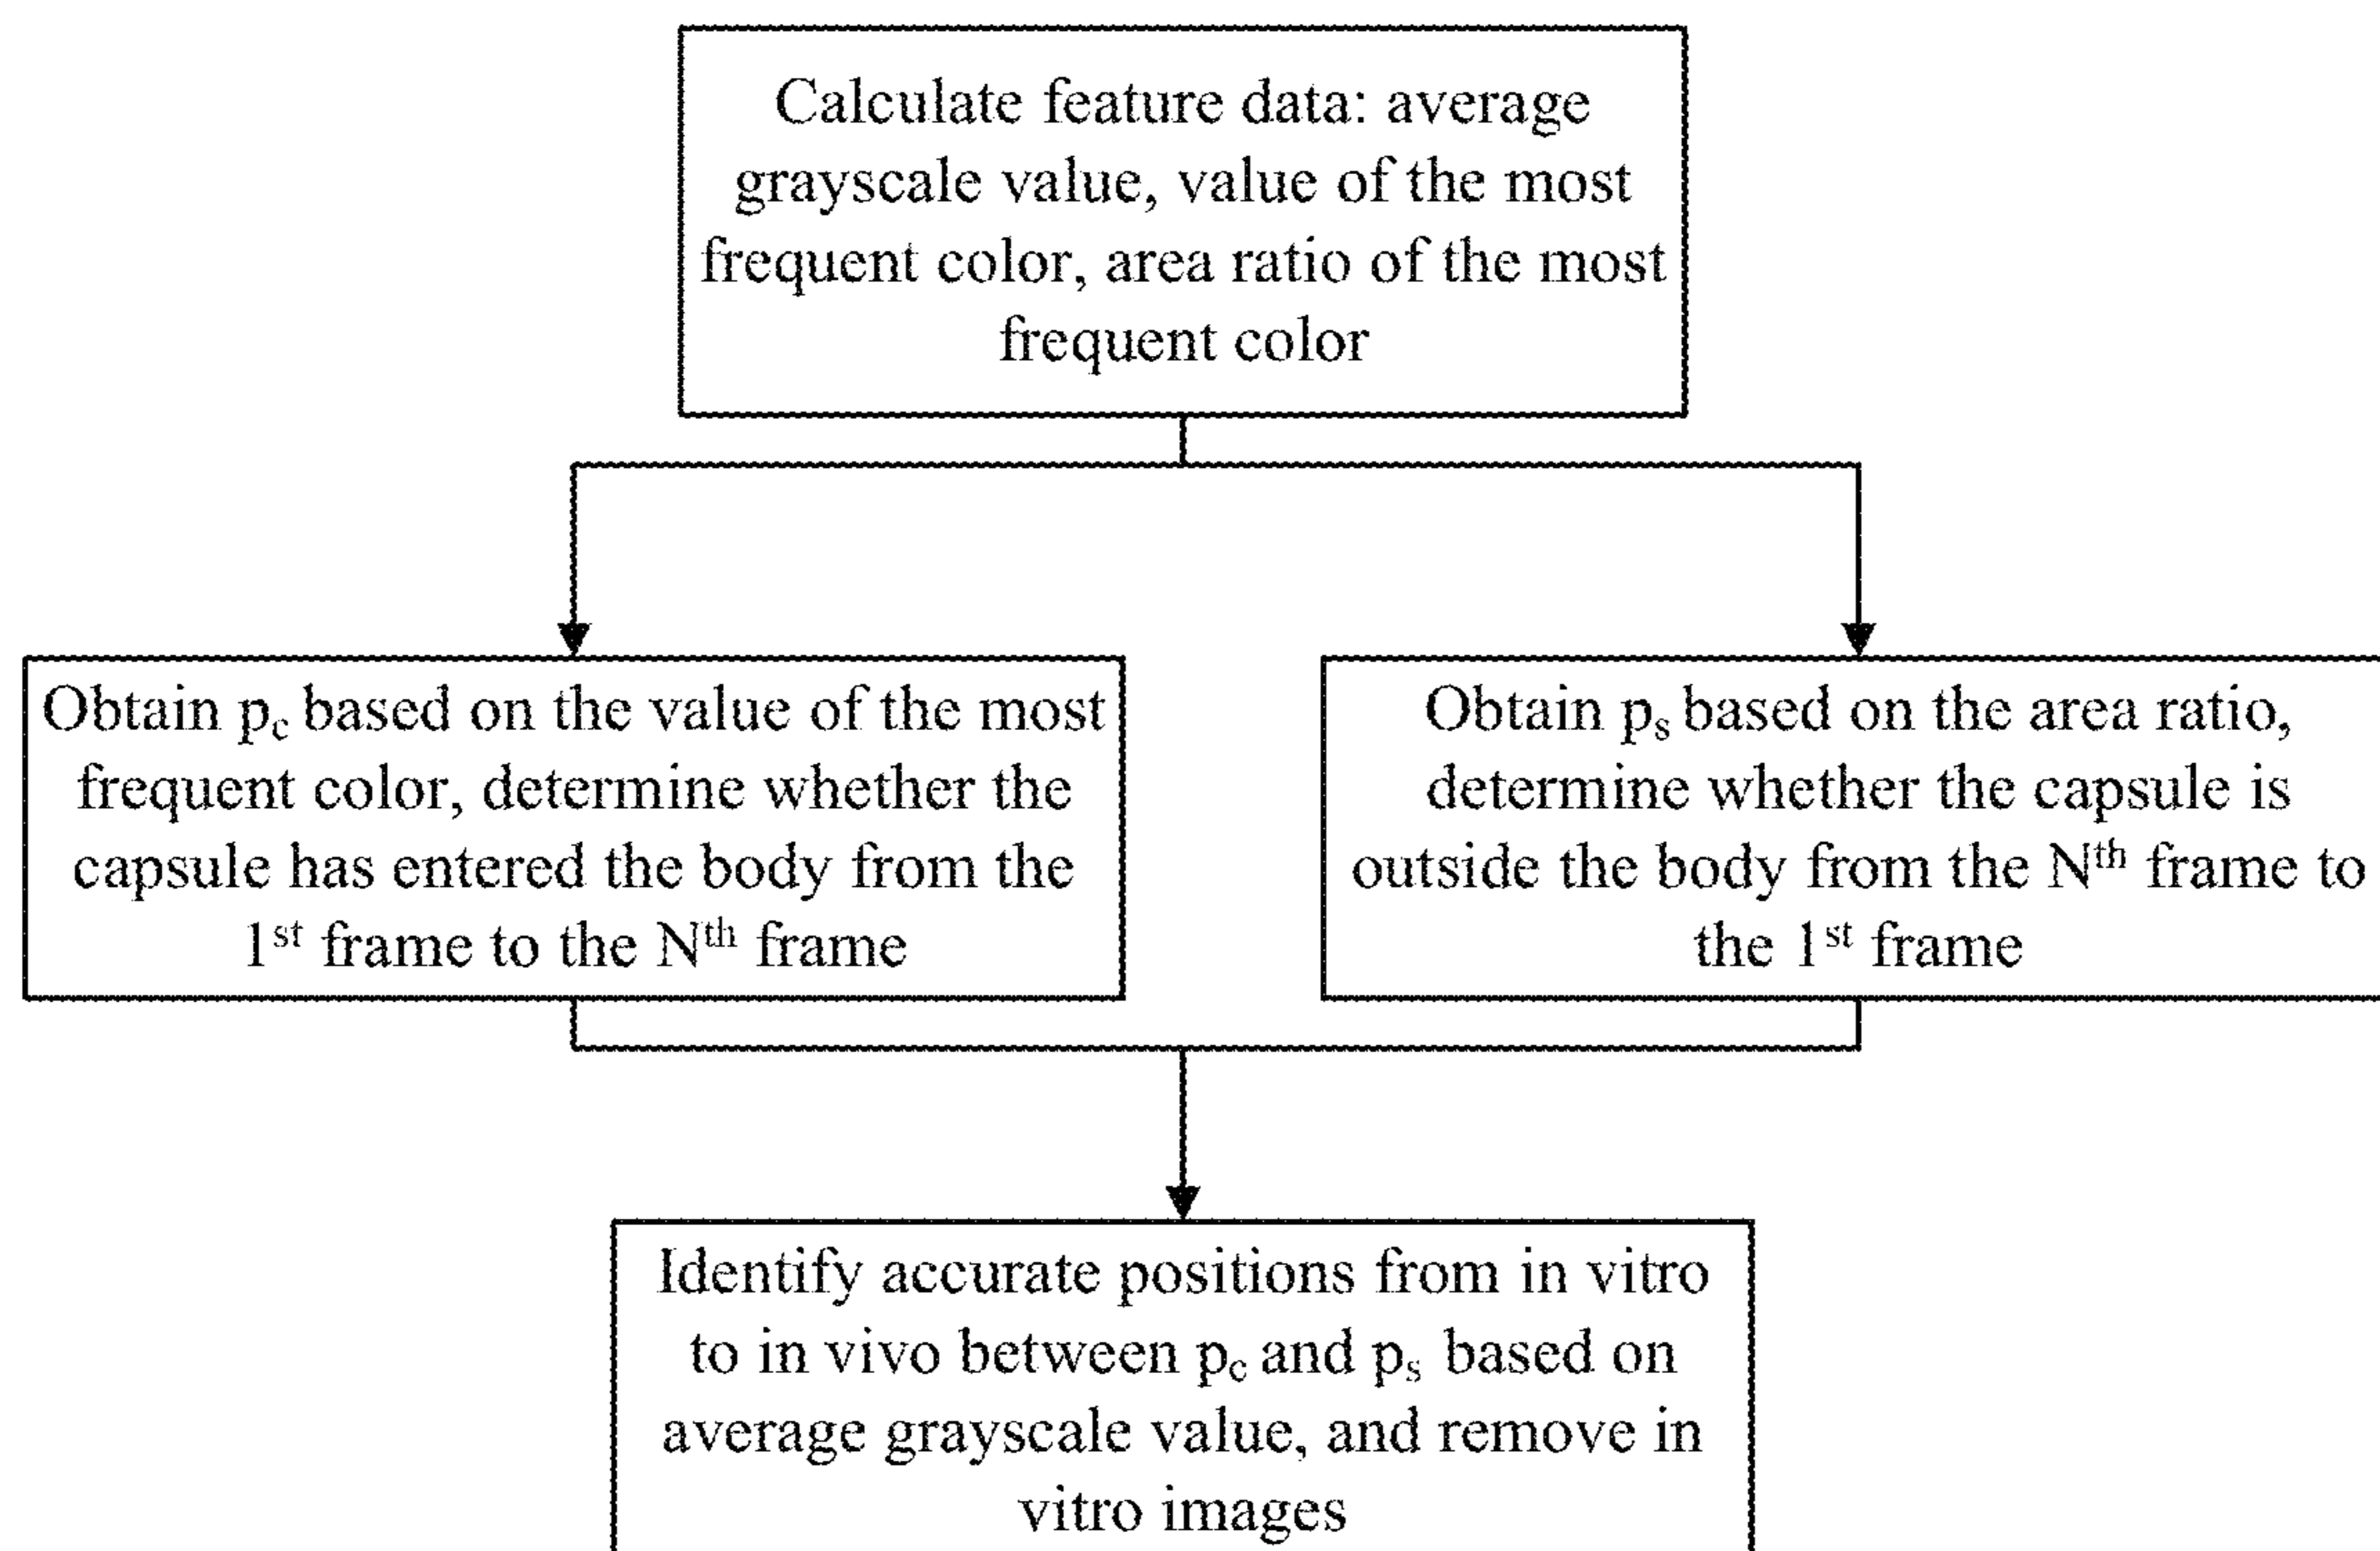 Calculate feature data: average
grayscale value, value of the most
frequent color, area ratio of the most
frequent color
Obtain p_c based on the value of the most
frequent color, determine whether the
capsule has entered the body from the
1st frame to the Nth frame
Obtain p_s based on the area ratio,
determine whether the capsule is
outside the body from the Nth frame to
the 1st frame
Identify accurate positions from in vitro
to in vivo between p_c and p_s based on
average grayscale value, and remove in
vitro images